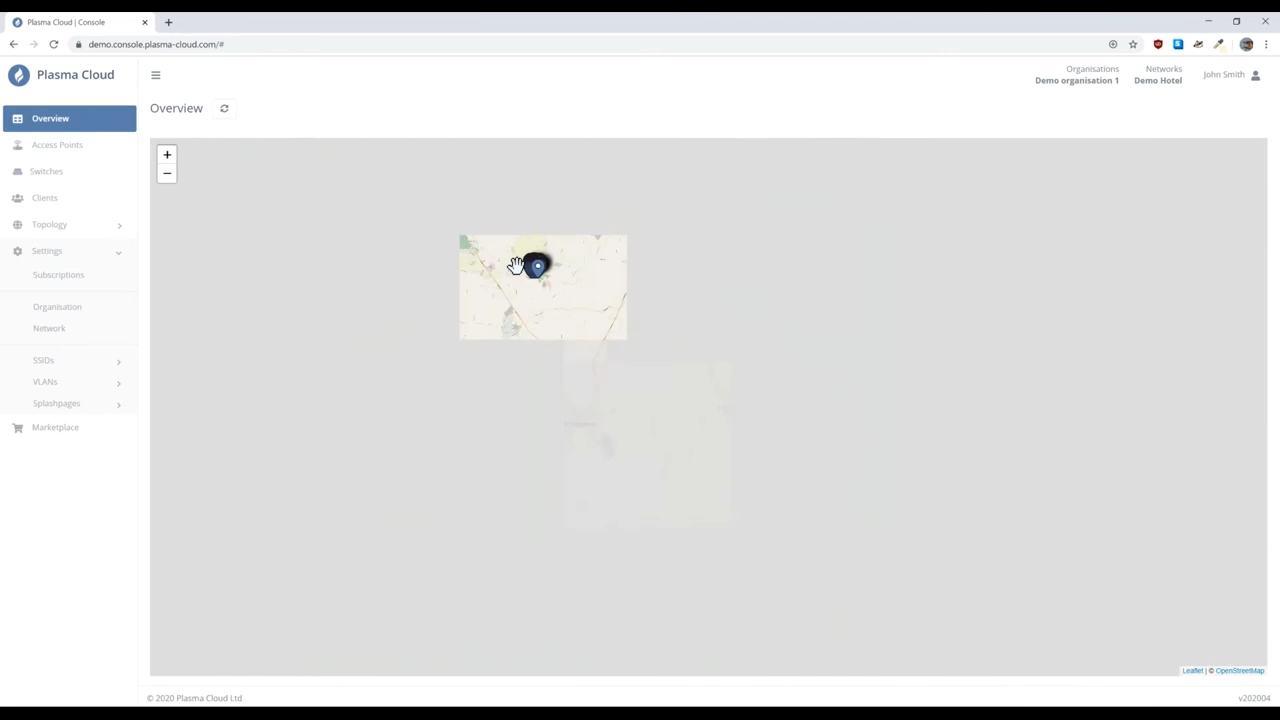 Plasma Cloud | Console
demo.console.plasma-cloud.com/#
Plasma Cloud
Organisations
Demo organisation 1
Networks
Demo Hotel
John Smith
Overview
Access Points
Switches
Clients
Topology
Settings
Subscriptions
Organisation
Network
SSIDs
VLANs
Splashpages
Marketplace
Overview
+
−
Leaflet | © OpenStreetMap
© 2020 Plasma Cloud Ltd
v202004